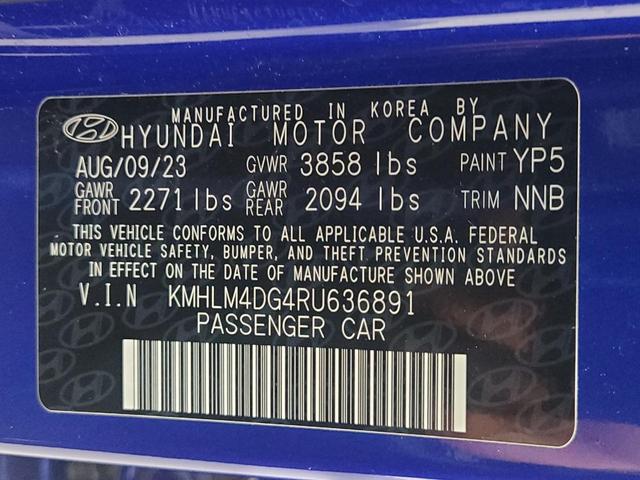 MANUFACTURED IN KOREA BY
HYUNDAI MOTOR COMPANY
AUG/09/23 GVWR 3858 lbs PAINT YP5
GAWR FRONT 2271 lbs GAWR REAR 2094 lbs TRIM NNB
THIS VEHICLE CONFORMS TO ALL APPLICABLE U.S.A. FEDERAL
MOTOR VEHICLE SAFETY, BUMPER, AND THEFT PREVENTION STANDARDS
IN EFFECT ON THE DATE OF MANUFACTURE SHOWN ABOVE
V.I.N KMHLM4DG4RU636891
PASSENGER CAR